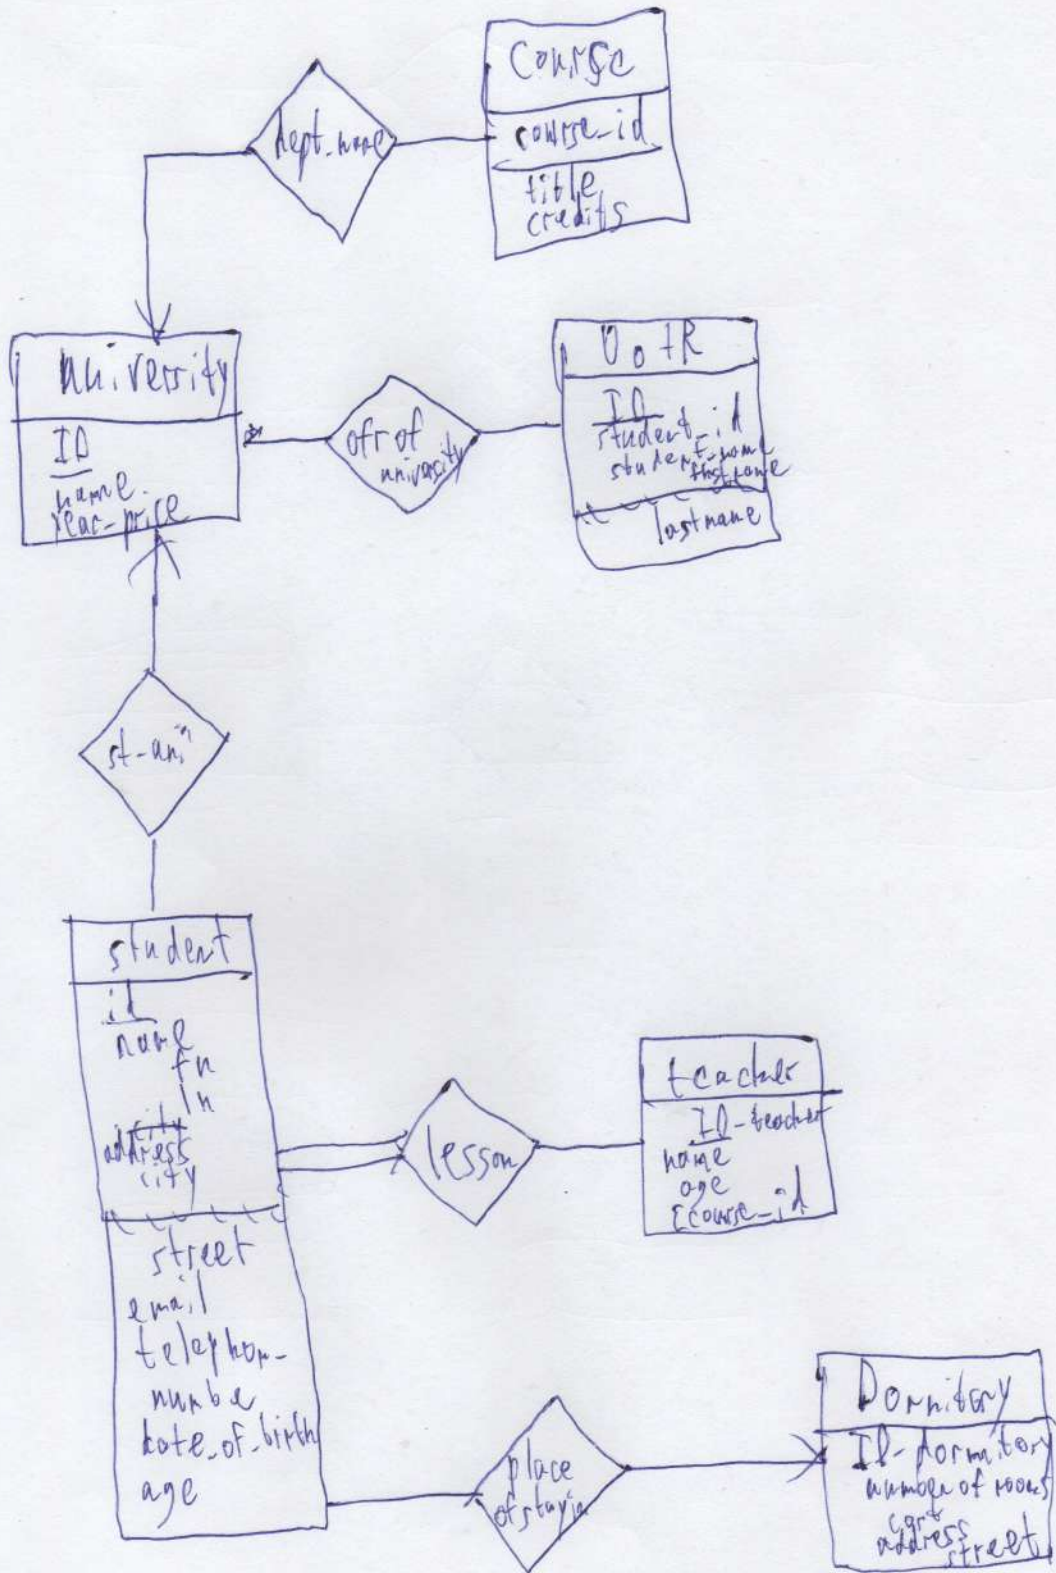 Course
dept_name
course_id
title
credits
university
ID
name
year-price
ofr of
university
ID
student_id
student_name
firstname
lastname
st-uni
student
id
name
fn
ln
address
city
street
email
telephon-
numbe
date_of_birth
age
lesson
teacher
ID-teacher
name
age
course_id
place
of stayin
Dormitory
ID-dormitory
number of rooms
address
street